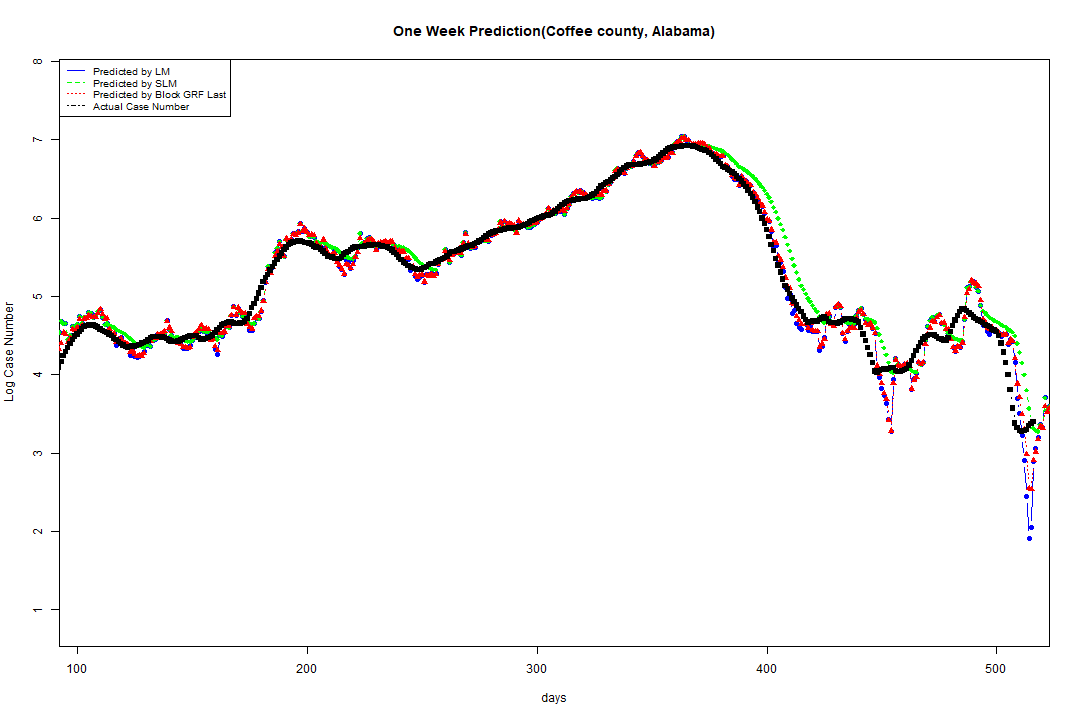 One Week Prediction(Coffee county, Alabama)
Predicted by LM
Predicted by SLM
Predicted by Block GRF Last
Actual Case Number
8
7
6
5
4
3
2
1
Log Case Number
100 200 300 400 500
days